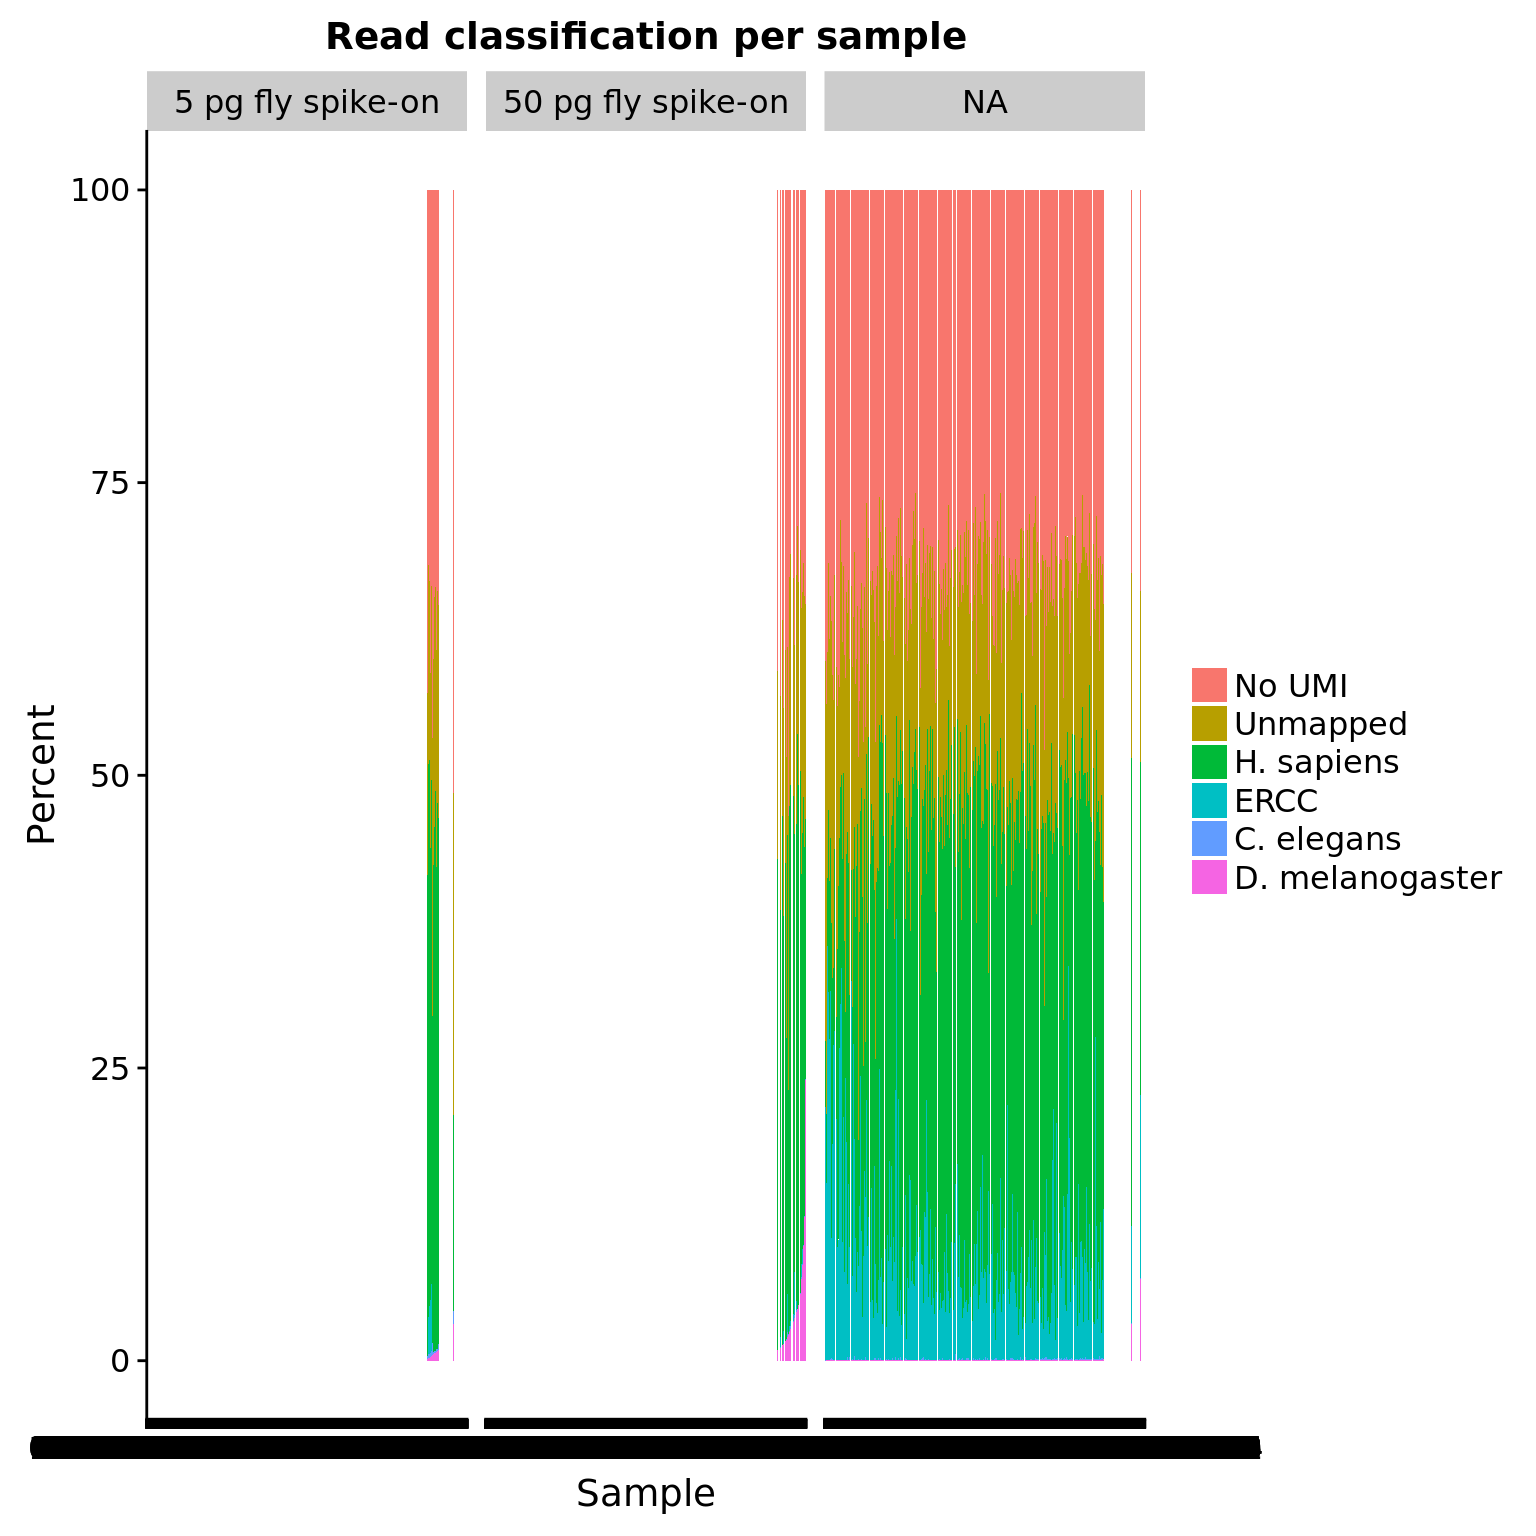 Read classification per sample
5 pg fly spike-on
50 pg fly spike-on
NA
100
75
50
25
0
Percent
No UMI
Unmapped
H. sapiens
ERCC
C. elegans
D. melanogaster
Sample